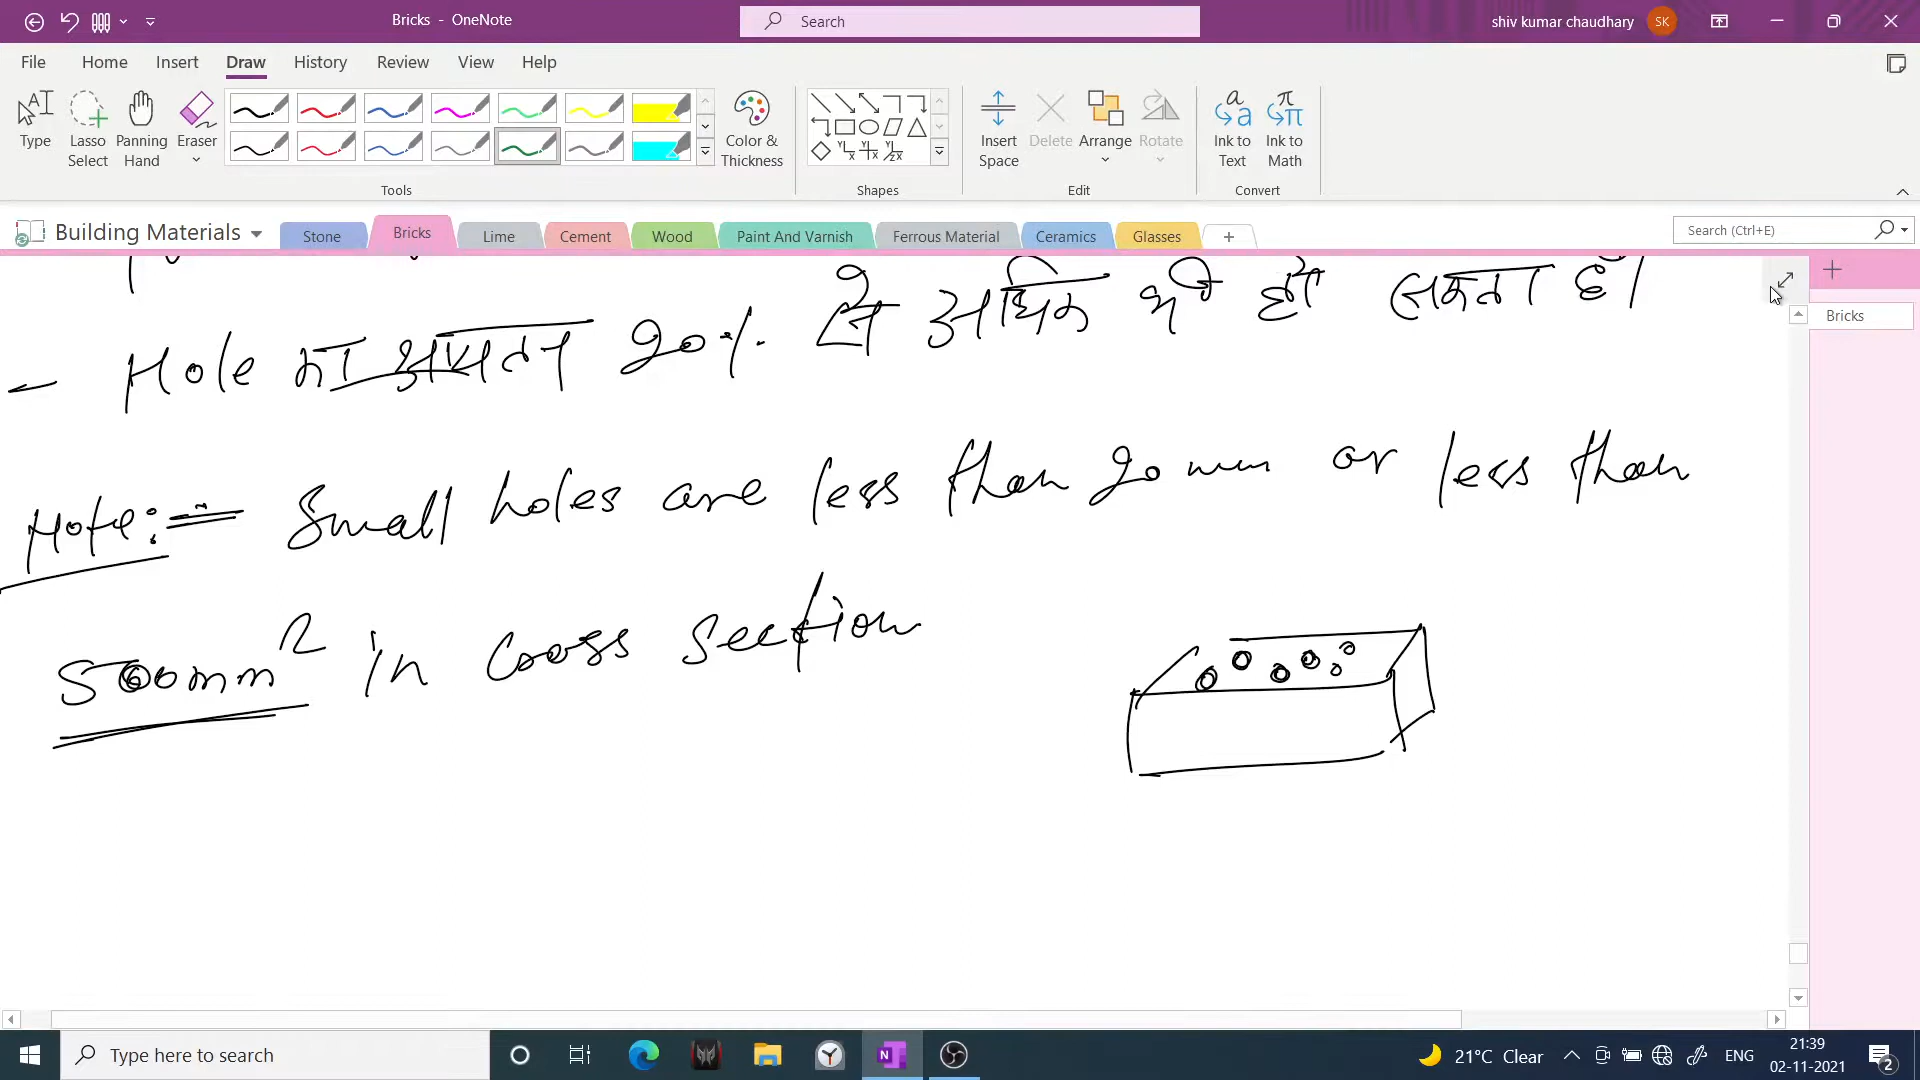 Bricks - OneNote
Search
shiv kumar chaudhary SK
File Home Insert Draw History Review View Help
Type
Lasso Select
Panning Hand
Eraser
Color & Thickness
Insert Space
Delete
Arrange
Rotate
Ink to Text
Ink to Math
Tools Shapes Edit Convert
Building Materials Stone Bricks Lime Cement Wood Paint And Varnish Ferrous Material Ceramics Glasses Search (Ctrl+E)
Bricks
- Hole का क्षेत्रफल 20% से अधिक भी हो सकता है।
Note:- Small holes are less than 20 mm or less than
500mm² in Cross Section
Type here to search
21°C Clear ENG 21:39
02-11-2021 2